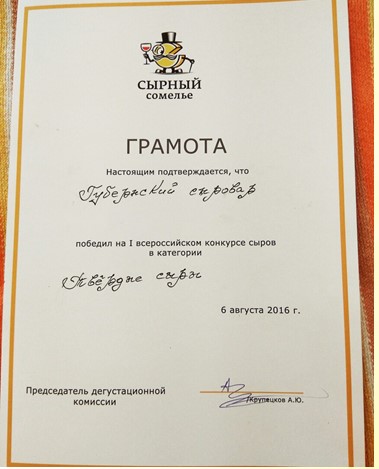 СЫРНЫЙ
сомелье
ГРАМОТА
Настоящим подтверждается, что
Губернский сыровар
победил на I всероссийском конкурсе сыров
в категории
Твёрдые сыры
6 августа 2016 г.
Председатель дегустационной
комиссии
Крупецков А.Ю.